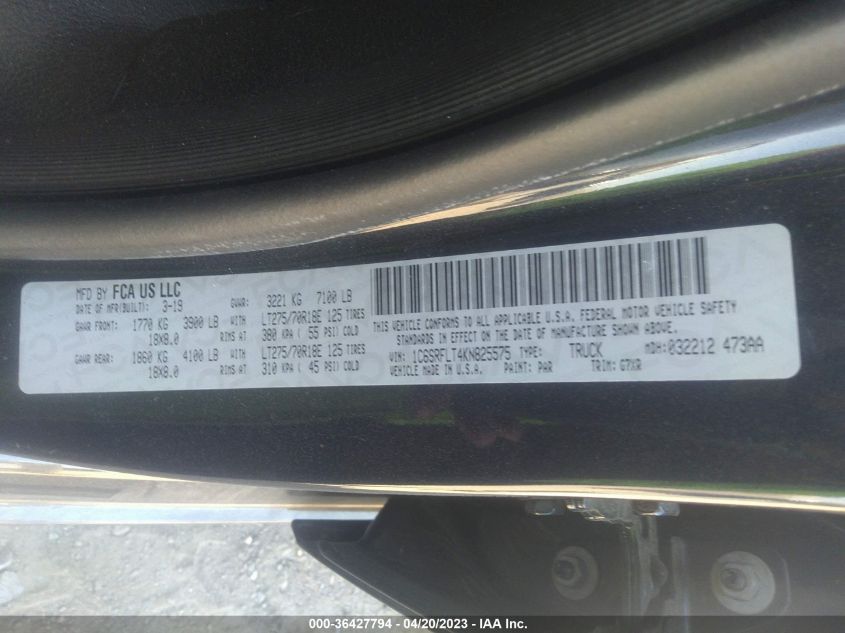 MFD BY FCA US LLC
DATE OF MFR(BUILT): 3-19 GVWR: 3221 KG 7100 LB
GAWR FRONT: 1770 KG 3900 LB WITH LT275/70R18E 125 TIRES
18X8.0 RIMS AT 380 KPA ( 55 PSI) COLD
GAWR REAR: 1860 KG 4100 LB WITH LT275/70R18E 125 TIRES
18X8.0 RIMS AT 310 KPA ( 45 PSI) COLD
THIS VEHICLE CONFORMS TO ALL APPLICABLE U.S.A. FEDERAL MOTOR VEHICLE SAFETY
STANDARDS IN EFFECT ON THE DATE OF MANUFACTURE SHOWN ABOVE.
VIN: 1C6SRFLT4KN825575 TYPE: TRUCK MDH: 032212 473AA
VEHICLE MADE IN U.S.A. PAINT: PAR TRIM: G7XR
000-36427794 - 04/20/2023 - IAA Inc.